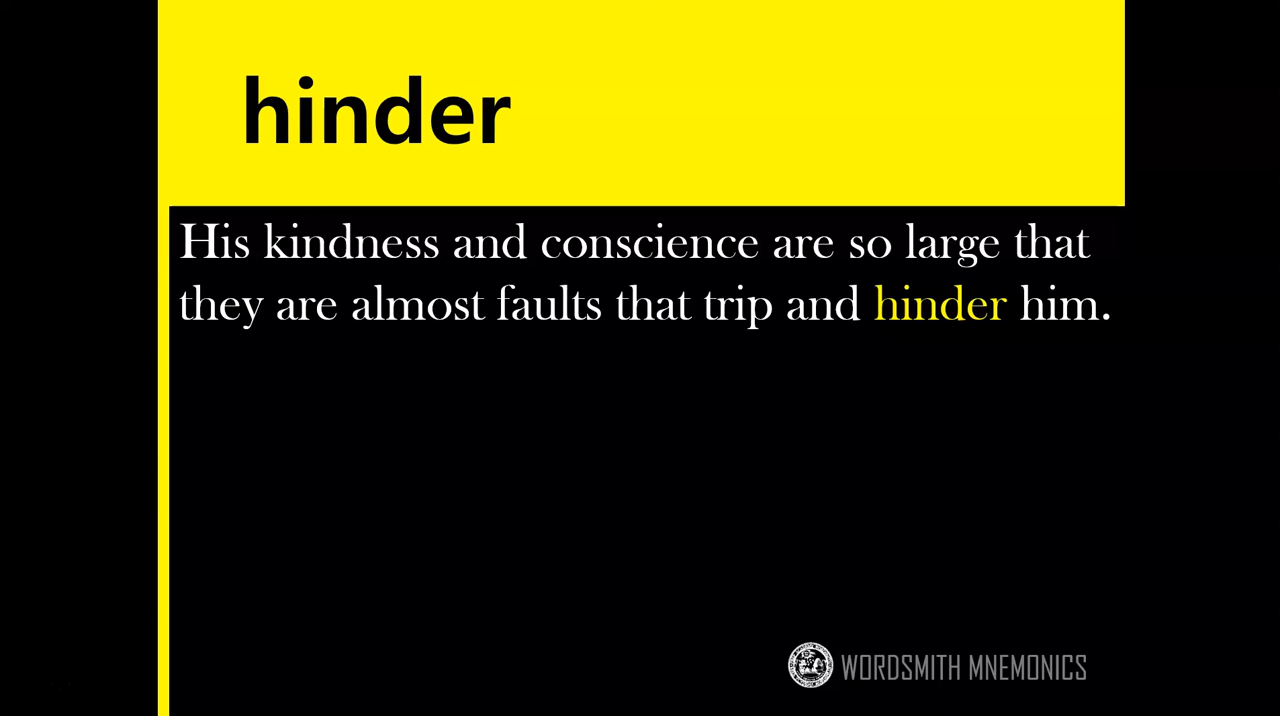 hinder
His kindness and conscience are so large that
they are almost faults that trip and hinder him.
WORDSMITH MNEMONICS